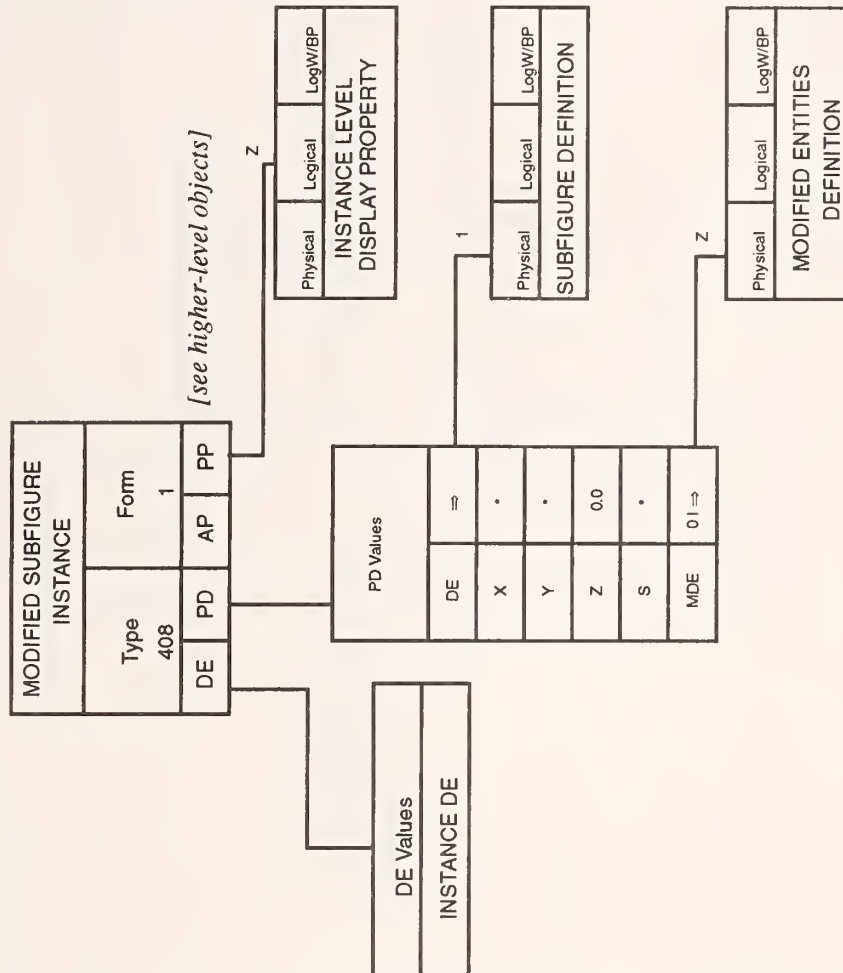 MODIFIED SUBFIGURE
INSTANCE
Type
408
Form
1
DE
PD
AP
PP
[see higher-level objects]
Z
Physical
Logical
LogW/BP
INSTANCE LEVEL
DISPLAY PROPERTY
DE Values
INSTANCE DE
PD Values
DE
⇒
X
•
Y
•
Z
0.0
S
•
MDE
0 | ⇒
1
Physical
Logical
LogW/BP
SUBFIGURE DEFINITION
Z
Physical
Logical
LogW/BP
MODIFIED ENTITIES
DEFINITION